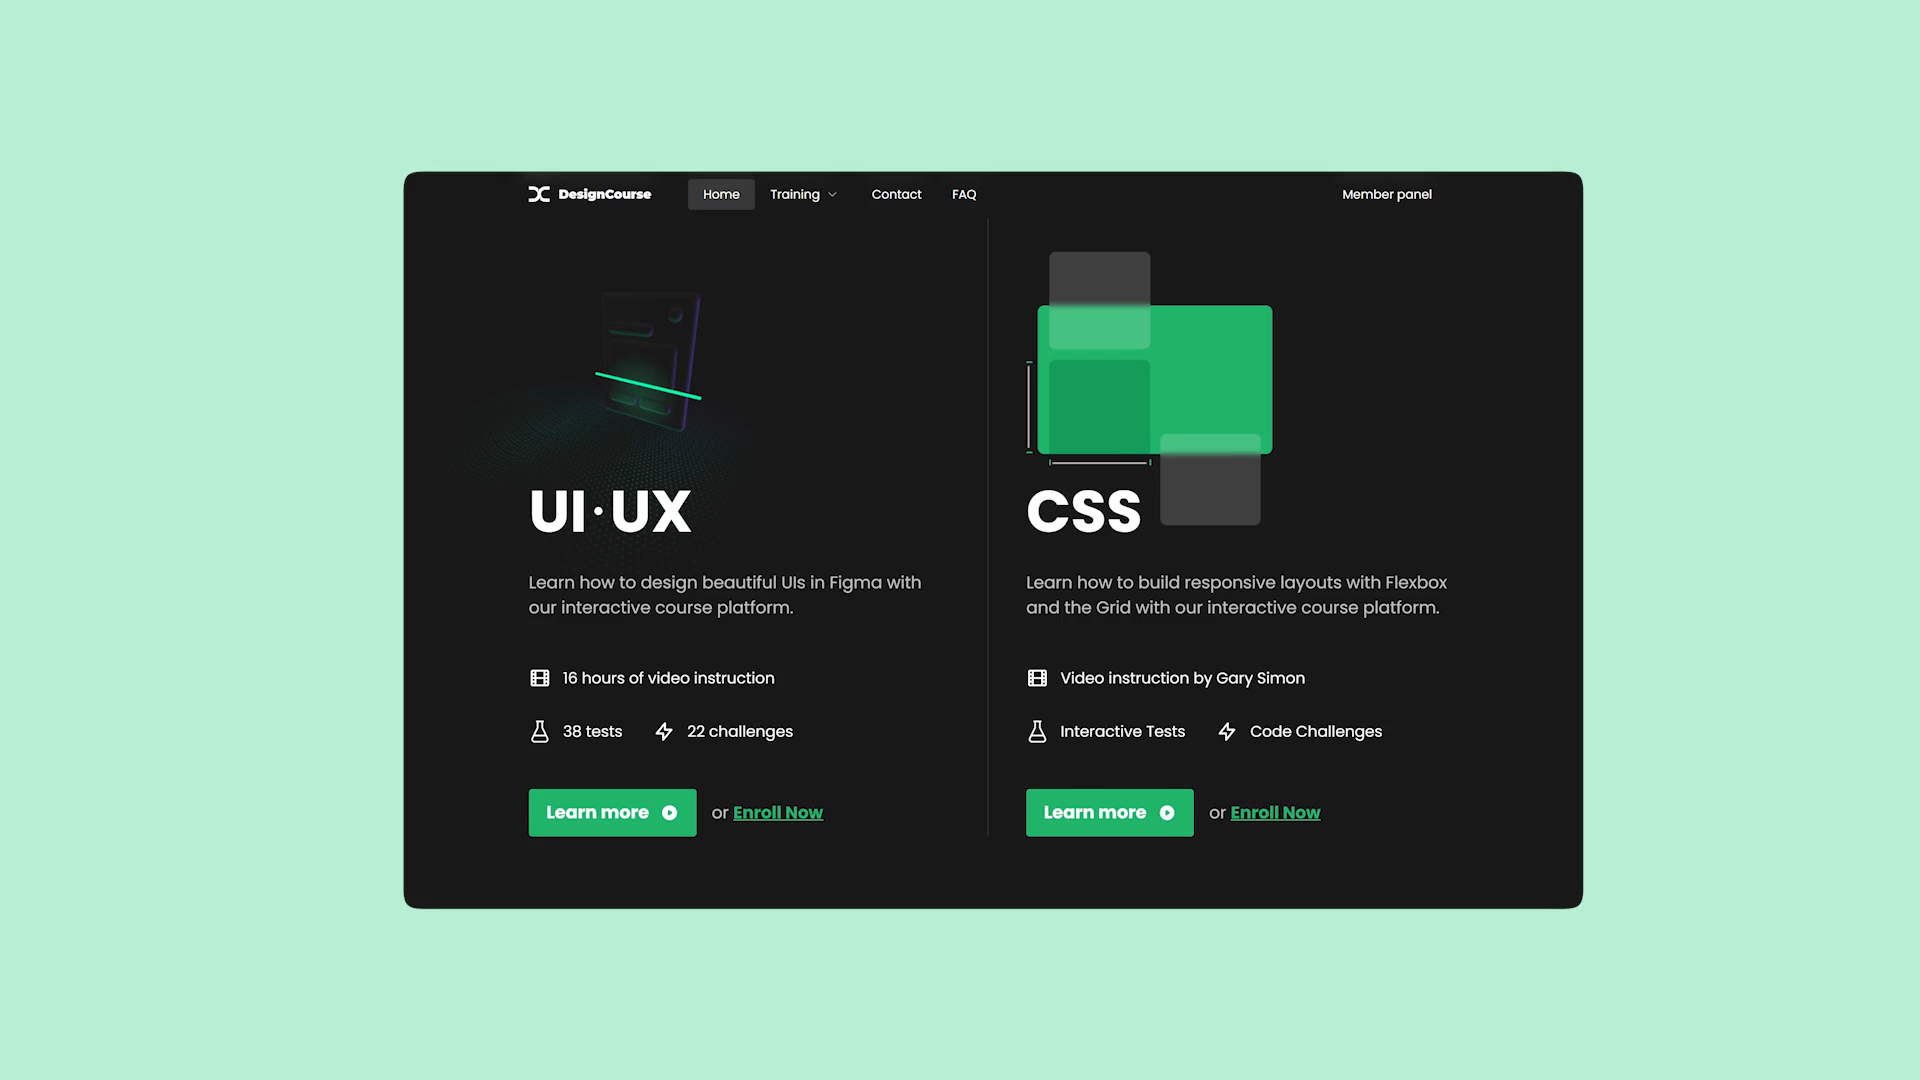 DesignCourse
Home
Training
Contact
FAQ
Member panel
UI·UX
Learn how to design beautiful UIs in Figma with
our interactive course platform.
16 hours of video instruction
38 tests
22 challenges
Learn more
or Enroll Now
CSS
Learn how to build responsive layouts with Flexbox
and the Grid with our interactive course platform.
Video instruction by Gary Simon
Interactive Tests
Code Challenges
Learn more
or Enroll Now